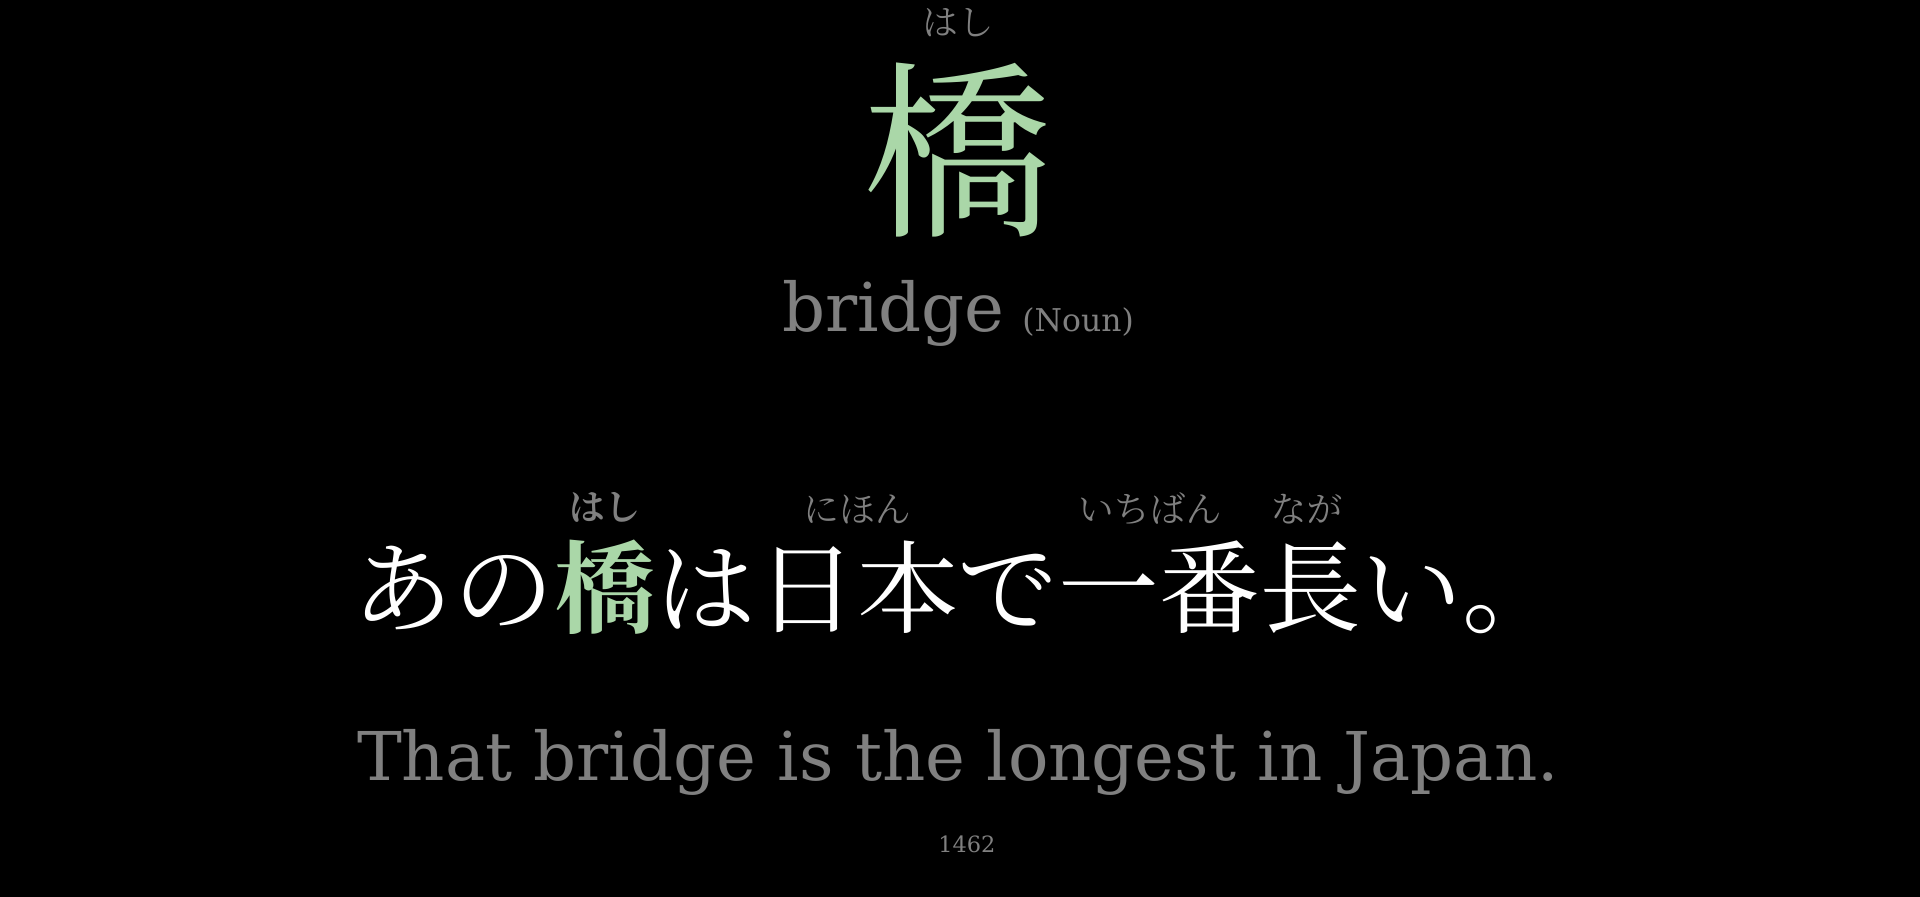 はし
橋
bridge (Noun)
はし にほん いちばん なが
あの橋は日本で一番長い。
That bridge is the longest in Japan.
1462